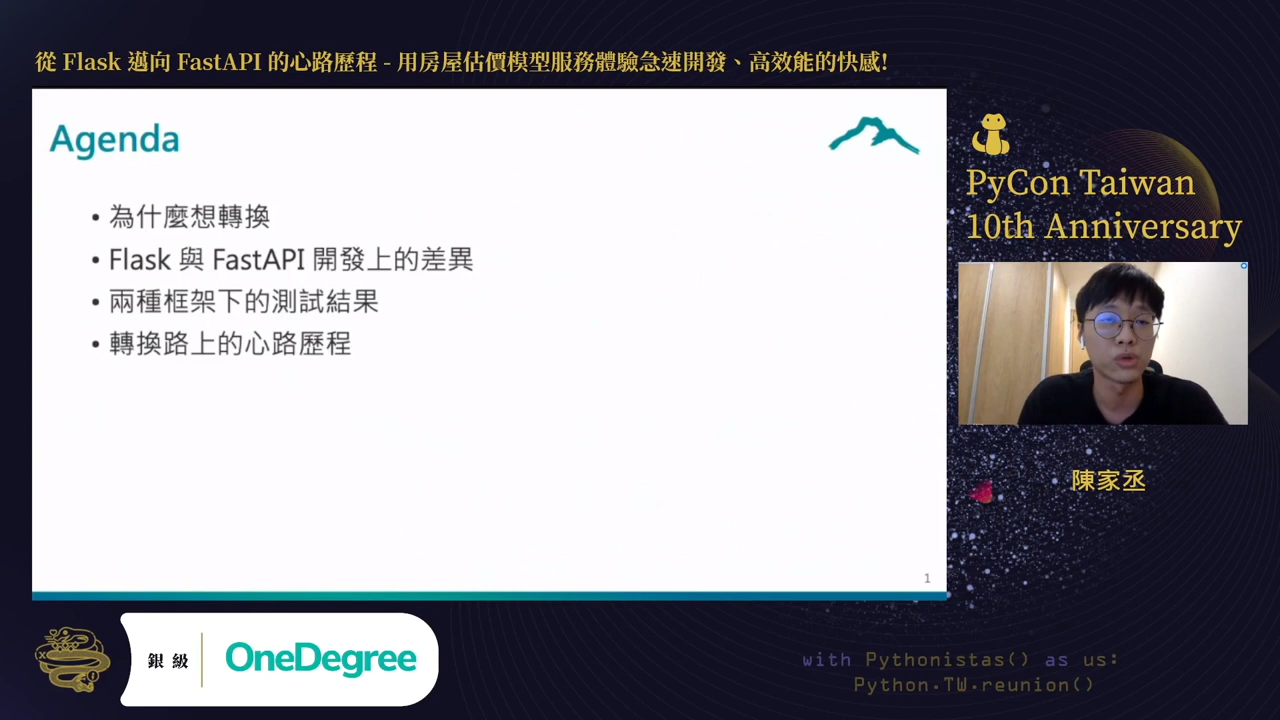 從 Flask 邁向 FastAPI 的心路歷程 - 用房屋估價模型服務體驗急速開發、高效能的快感!
Agenda
• 為什麼想轉換
• Flask 與 FastAPI 開發上的差異
• 兩種框架下的測試結果
• 轉換路上的心路歷程
1
PyCon Taiwan
10th Anniversary
陳家丞
銀級
OneDegree
with Pythonistas() as us:
Python.TW.reunion()